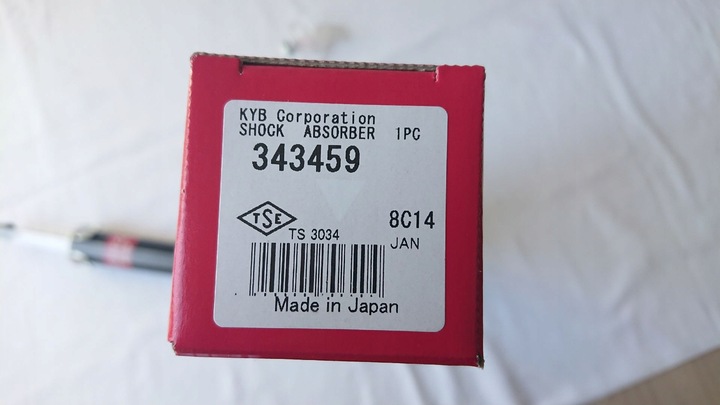 KYB Corporation
SHOCK ABSORBER 1PC
343459
TSE
8C14
TS 3034
JAN
Made in Japan